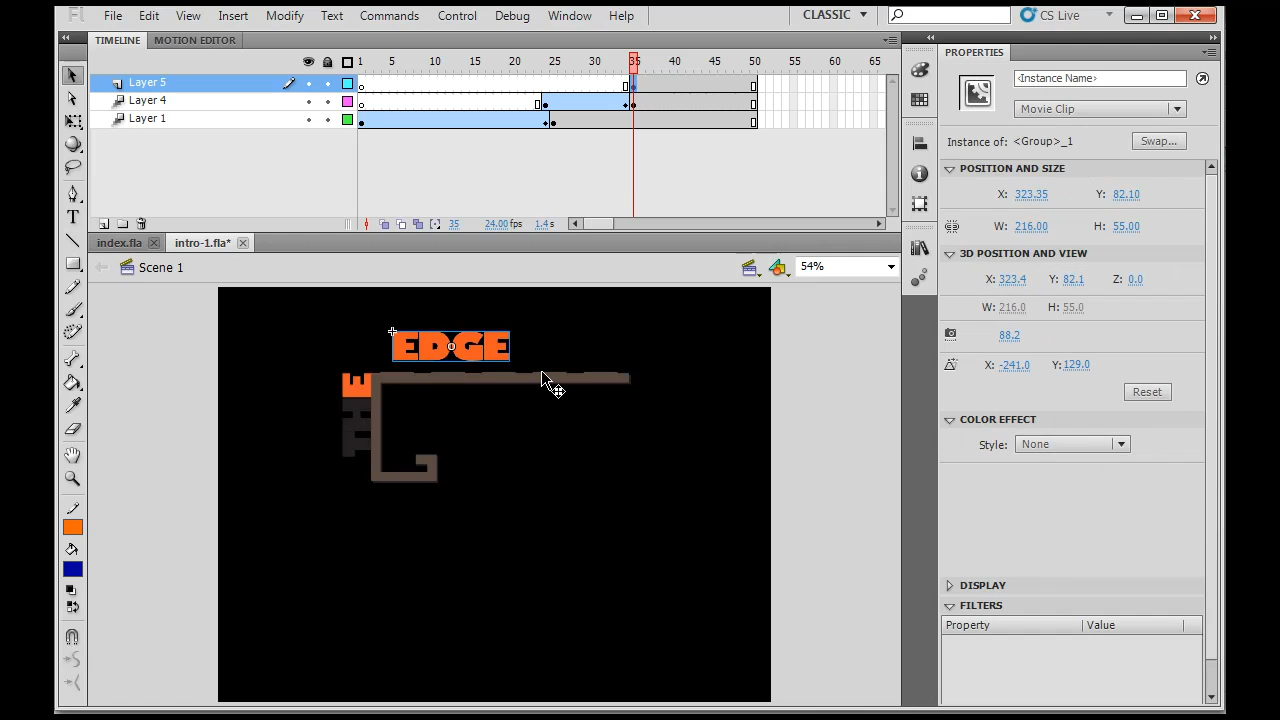 Fl File Edit View Insert Modify Text Commands Control Debug Window Help CLASSIC CS Live
TIMELINE MOTION EDITOR
1 5 10 15 20 25 30 35 40 45 50 55 60 65
Layer 5
Layer 4
Layer 1
35 24.00fps 1.4s
index.fla intro-1.fla*
Scene 1 54%
EDGE
THE
PROPERTIES
<Instance Name>
Movie Clip
Instance of: <Group>_1 Swap...
POSITION AND SIZE
X: 323.35 Y: 82.10
W: 216.00 H: 55.00
3D POSITION AND VIEW
X: 323.4 Y: 82.1 Z: 0.0
W: 216.0 H: 55.0
88.2
X: -241.0 Y: 129.0
Reset
COLOR EFFECT
Style: None
DISPLAY
FILTERS
Property Value